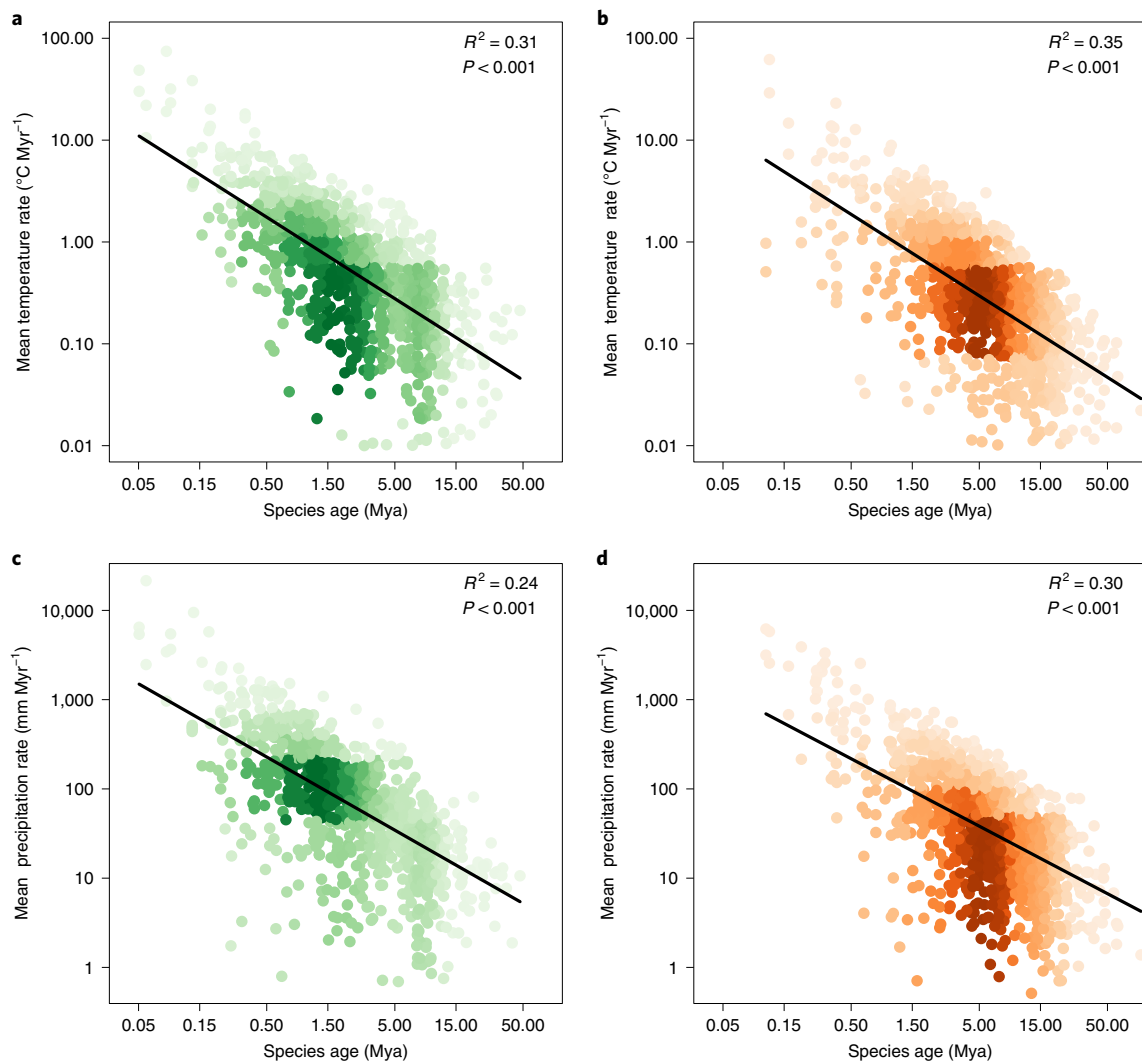 a
R² = 0.31
P < 0.001
100.00
10.00
1.00
0.10
0.01
Mean temperature rate (°C Myr⁻¹)
0.05 0.15 0.50 1.50 5.00 15.00 50.00
Species age (Mya)
b
R² = 0.35
P < 0.001
100.00
10.00
1.00
0.10
0.01
Mean temperature rate (°C Myr⁻¹)
0.05 0.15 0.50 1.50 5.00 15.00 50.00
Species age (Mya)
c
R² = 0.24
P < 0.001
10,000
1,000
100
10
1
Mean precipitation rate (mm Myr⁻¹)
0.05 0.15 0.50 1.50 5.00 15.00 50.00
Species age (Mya)
d
R² = 0.30
P < 0.001
10,000
1,000
100
10
1
Mean precipitation rate (mm Myr⁻¹)
0.05 0.15 0.50 1.50 5.00 15.00 50.00
Species age (Mya)